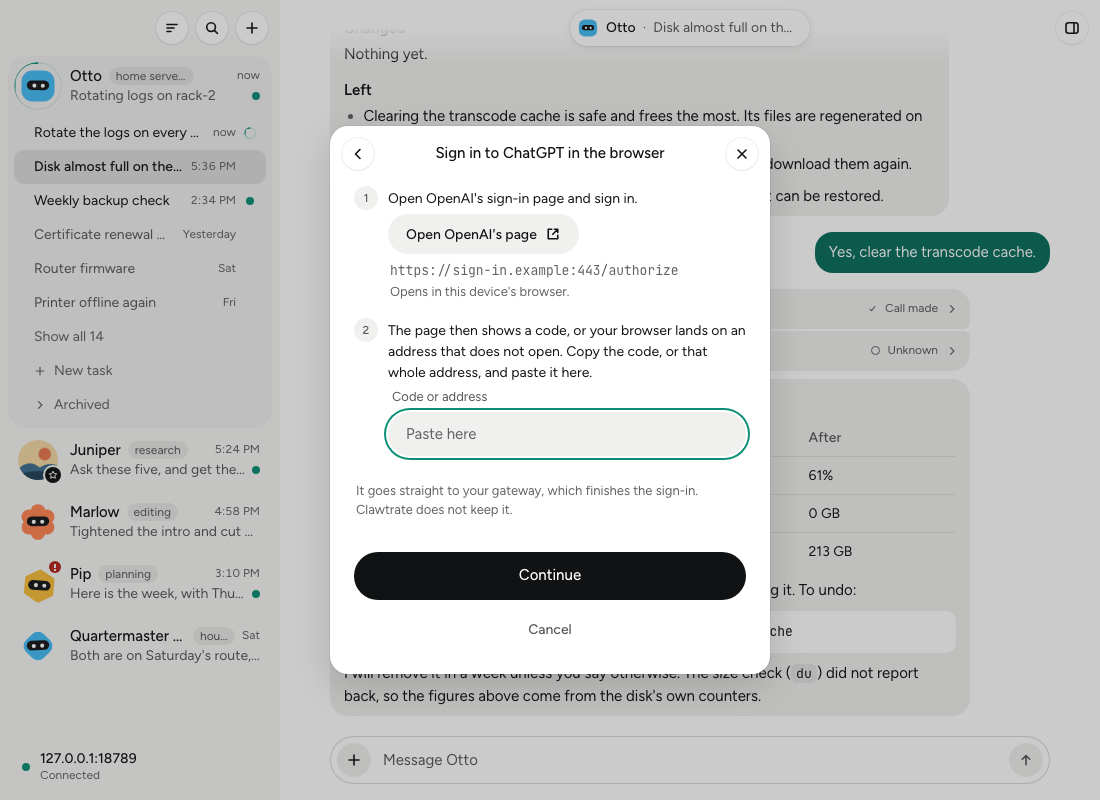 Otto · Disk almost full on th...
Otto home serve... now
Rotating logs on rack-2
Rotate the logs on every ... now
Disk almost full on the... 5:36 PM
Weekly backup check 2:34 PM
Certificate renewal ... Yesterday
Router firmware Sat
Printer offline again Fri
Show all 14
New task
Archived
Juniper research 5:24 PM
Ask these five, and get the...
Marlow editing 4:58 PM
Tightened the intro and cut ...
Pip planning 3:10 PM
Here is the week, with Thu...
Quartermaster ... hou... Sat
Both are on Saturday's route,...
127.0.0.1:18789
Connected
Changed
Nothing yet.
Left
Clearing the transcode cache is safe and frees the most. Its files are regenerated on
download them again.
can be restored.
Yes, clear the transcode cache.
Call made
Unknown
After
61%
0 GB
213 GB
it. To undo:
I will remove it in a week unless you say otherwise. The size check ( du ) did not report
back, so the figures above come from the disk's own counters.
Message Otto
Sign in to ChatGPT in the browser
1 Open OpenAI's sign-in page and sign in.
Open OpenAI's page
https://sign-in.example:443/authorize
Opens in this device's browser.
2 The page then shows a code, or your browser lands on an
address that does not open. Copy the code, or that
whole address, and paste it here.
Code or address
Paste here
It goes straight to your gateway, which finishes the sign-in.
Clawtrate does not keep it.
Continue
Cancel